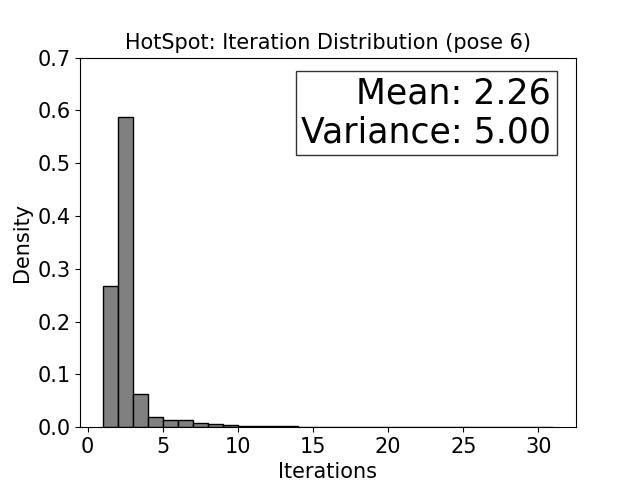 HotSpot: Iteration Distribution (pose 6)
Mean: 2.26
Variance: 5.00
Density
0.7
0.6
0.5
0.4
0.3
0.2
0.1
0.0
0 5 10 15 20 25 30
Iterations